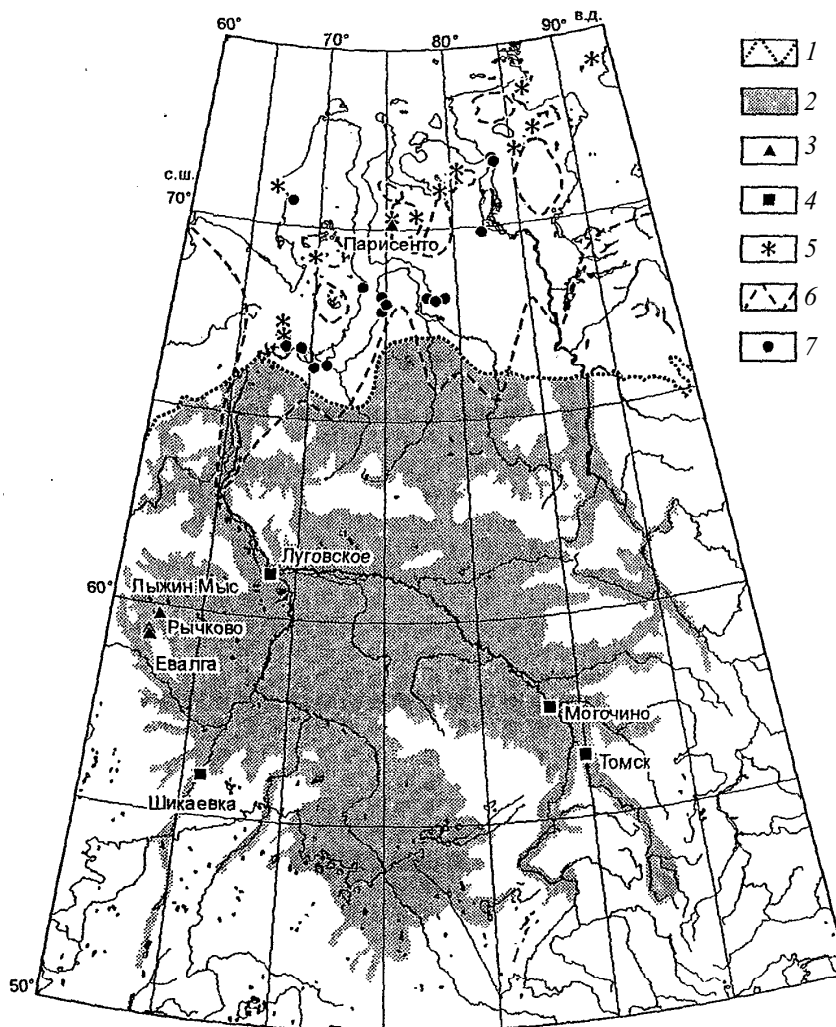 60°
70°
80°
90° в.д.
с.ш.
70°
Парисенто
Луговское
60°
Лыжин Мыс
Рычково
Евалга
Могочино
Томск
Шикаевка
50°
1
2
3
4
5
6
7